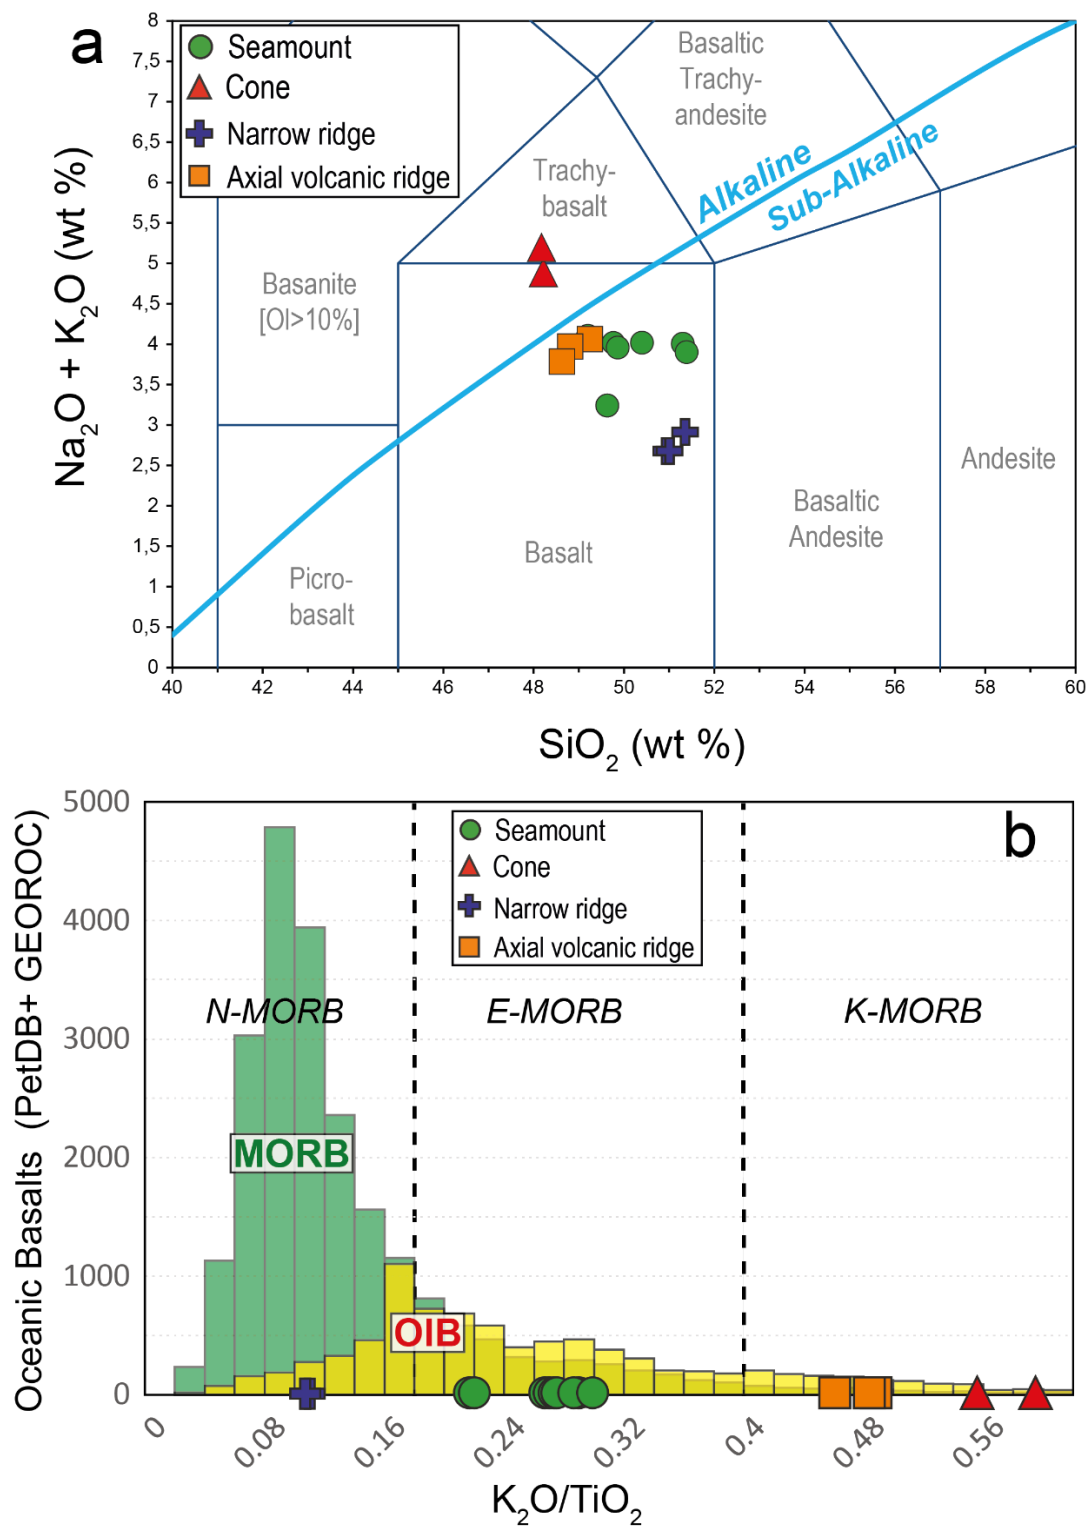 a
Seamount
Cone
Narrow ridge
Axial volcanic ridge
Basaltic
Trachy-
andesite
Alkaline
Sub-Alkaline
Trachy-
basalt
Basanite
[Ol>10%]
Andesite
Basaltic
Andesite
Basalt
Picro-
basalt
Na₂O + K₂O (wt %)
8
7,5
7
6,5
6
5,5
5
4,5
4
3,5
3
2,5
2
1,5
1
0,5
0
40 42 44 46 48 50 52 54 56 58 60
SiO₂ (wt %)
b
Seamount
Cone
Narrow ridge
Axial volcanic ridge
N-MORB E-MORB K-MORB
MORB
OIB
Oceanic Basalts (PetDB+ GEOROC)
5000
4000
3000
2000
1000
0
0 0.08 0.16 0.24 0.32 0.4 0.48 0.56
K₂O/TiO₂